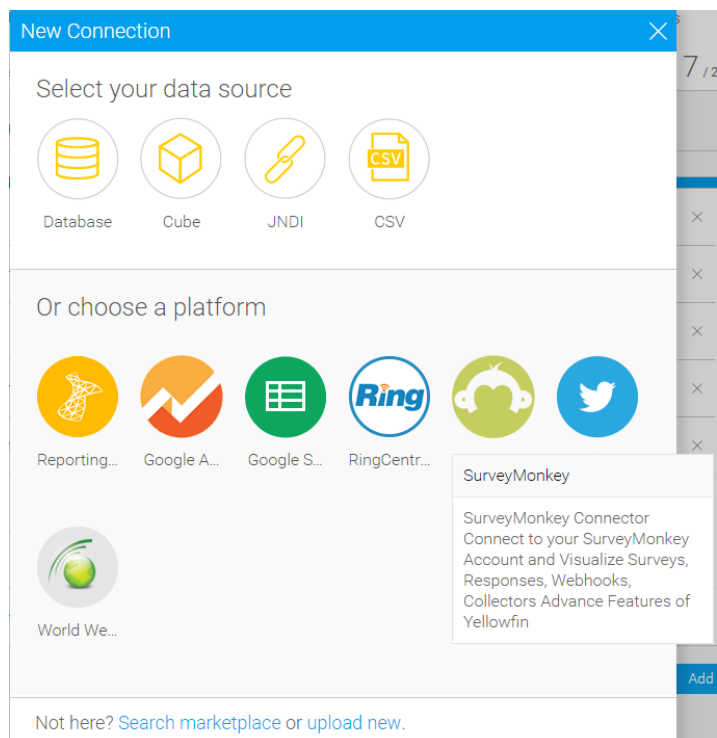 New Connection
s
7 / 2
Select your data source
CSV
Database
Cube
JNDI
CSV
Or choose a platform
Ring
Reporting...
Google A...
Google S...
RingCentr...
SurveyMonkey
SurveyMonkey Connector
Connect to your SurveyMonkey
Account and Visualize Surveys,
Responses, Webhooks,
Collectors Advance Features of
Yellowfin
World We...
Add
Not here? Search marketplace or upload new.